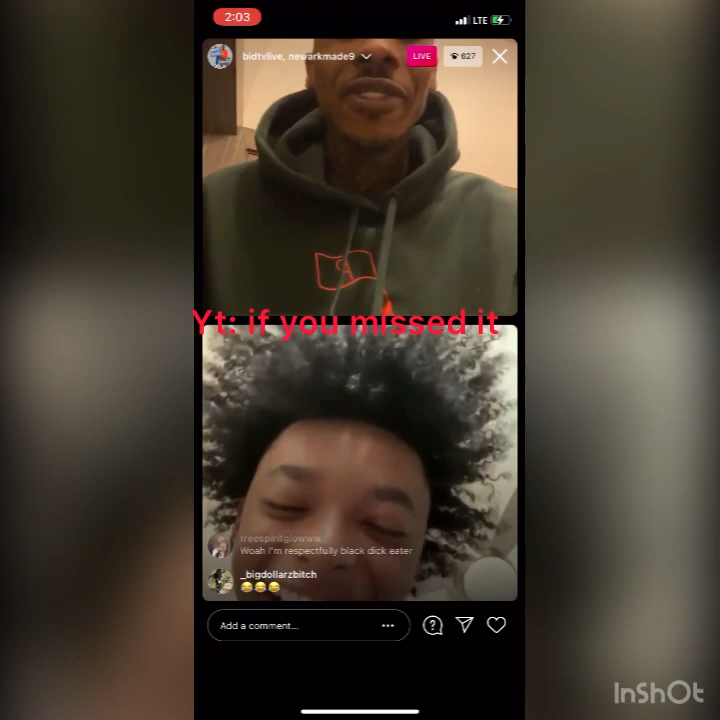 2:03
LTE
bidtvlive, newarkmade9
LIVE
627
Yt: if you missed it
freespiritgiowww
Woah I'm respectfully black dick eater
_bigdollarzbitch
😂😂😂
Add a comment...
InShOt